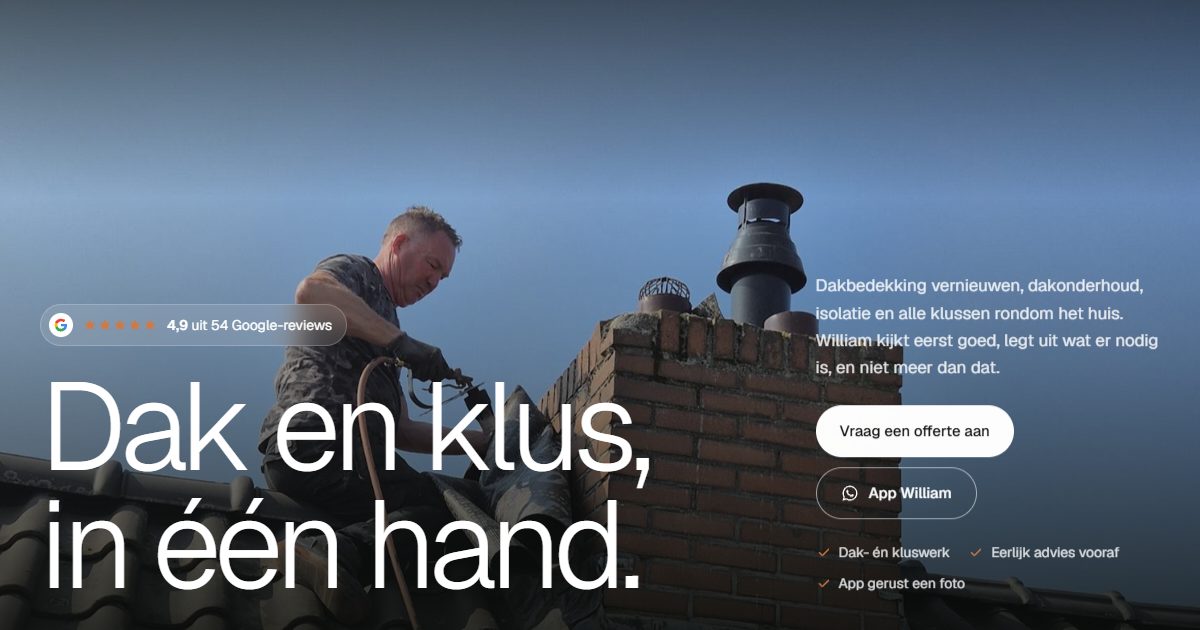 4,9 uit 54 Google-reviews
Dak en klus,
in één hand.
Dakbedekking vernieuwen, dakonderhoud,
isolatie en alle klussen rondom het huis.
William kijkt eerst goed, legt uit wat er nodig
is, en niet meer dan dat.
Vraag een offerte aan
App William
Dak- én kluswerk
Eerlijk advies vooraf
App gerust een foto